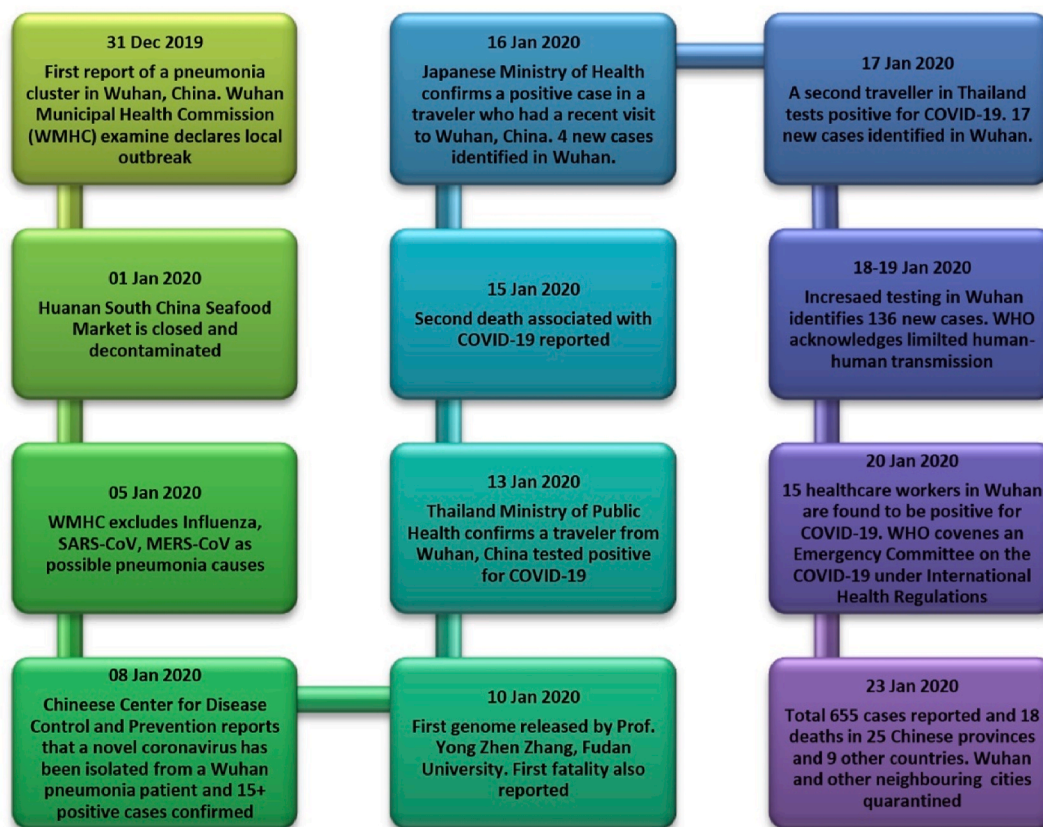 31 Dec 2019
First report of a pneumonia
cluster in Wuhan, China. Wuhan
Municipal Health Commission
(WMHC) examine declares local
outbreak
01 Jan 2020
Huanan South China Seafood
Market is closed and
decontaminated
05 Jan 2020
WMHC excludes Influenza,
SARS-CoV, MERS-CoV as
possible pneumonia causes
08 Jan 2020
Chineese Center for Disease
Control and Prevention reports
that a novel coronavirus has
been isolated from a Wuhan
pneumonia patient and 15+
positive cases confirmed
10 Jan 2020
First genome released by Prof.
Yong Zhen Zhang, Fudan
University. First fatality also
reported
13 Jan 2020
Thailand Ministry of Public
Health confirms a traveler from
Wuhan, China tested positive
for COVID-19
15 Jan 2020
Second death associated with
COVID-19 reported
16 Jan 2020
Japanese Ministry of Health
confirms a positive case in a
traveler who had a recent visit
to Wuhan, China. 4 new cases
identified in Wuhan.
17 Jan 2020
A second traveller in Thailand
tests positive for COVID-19. 17
new cases identified in Wuhan.
18-19 Jan 2020
Incresaed testing in Wuhan
identifies 136 new cases. WHO
acknowledges limilted human-
human transmission
20 Jan 2020
15 healthcare workers in Wuhan
are found to be positive for
COVID-19. WHO covenes an
Emergency Committee on the
COVID-19 under International
Health Regulations
23 Jan 2020
Total 655 cases reported and 18
deaths in 25 Chinese provinces
and 9 other countries. Wuhan
and other neighbouring cities
quarantined